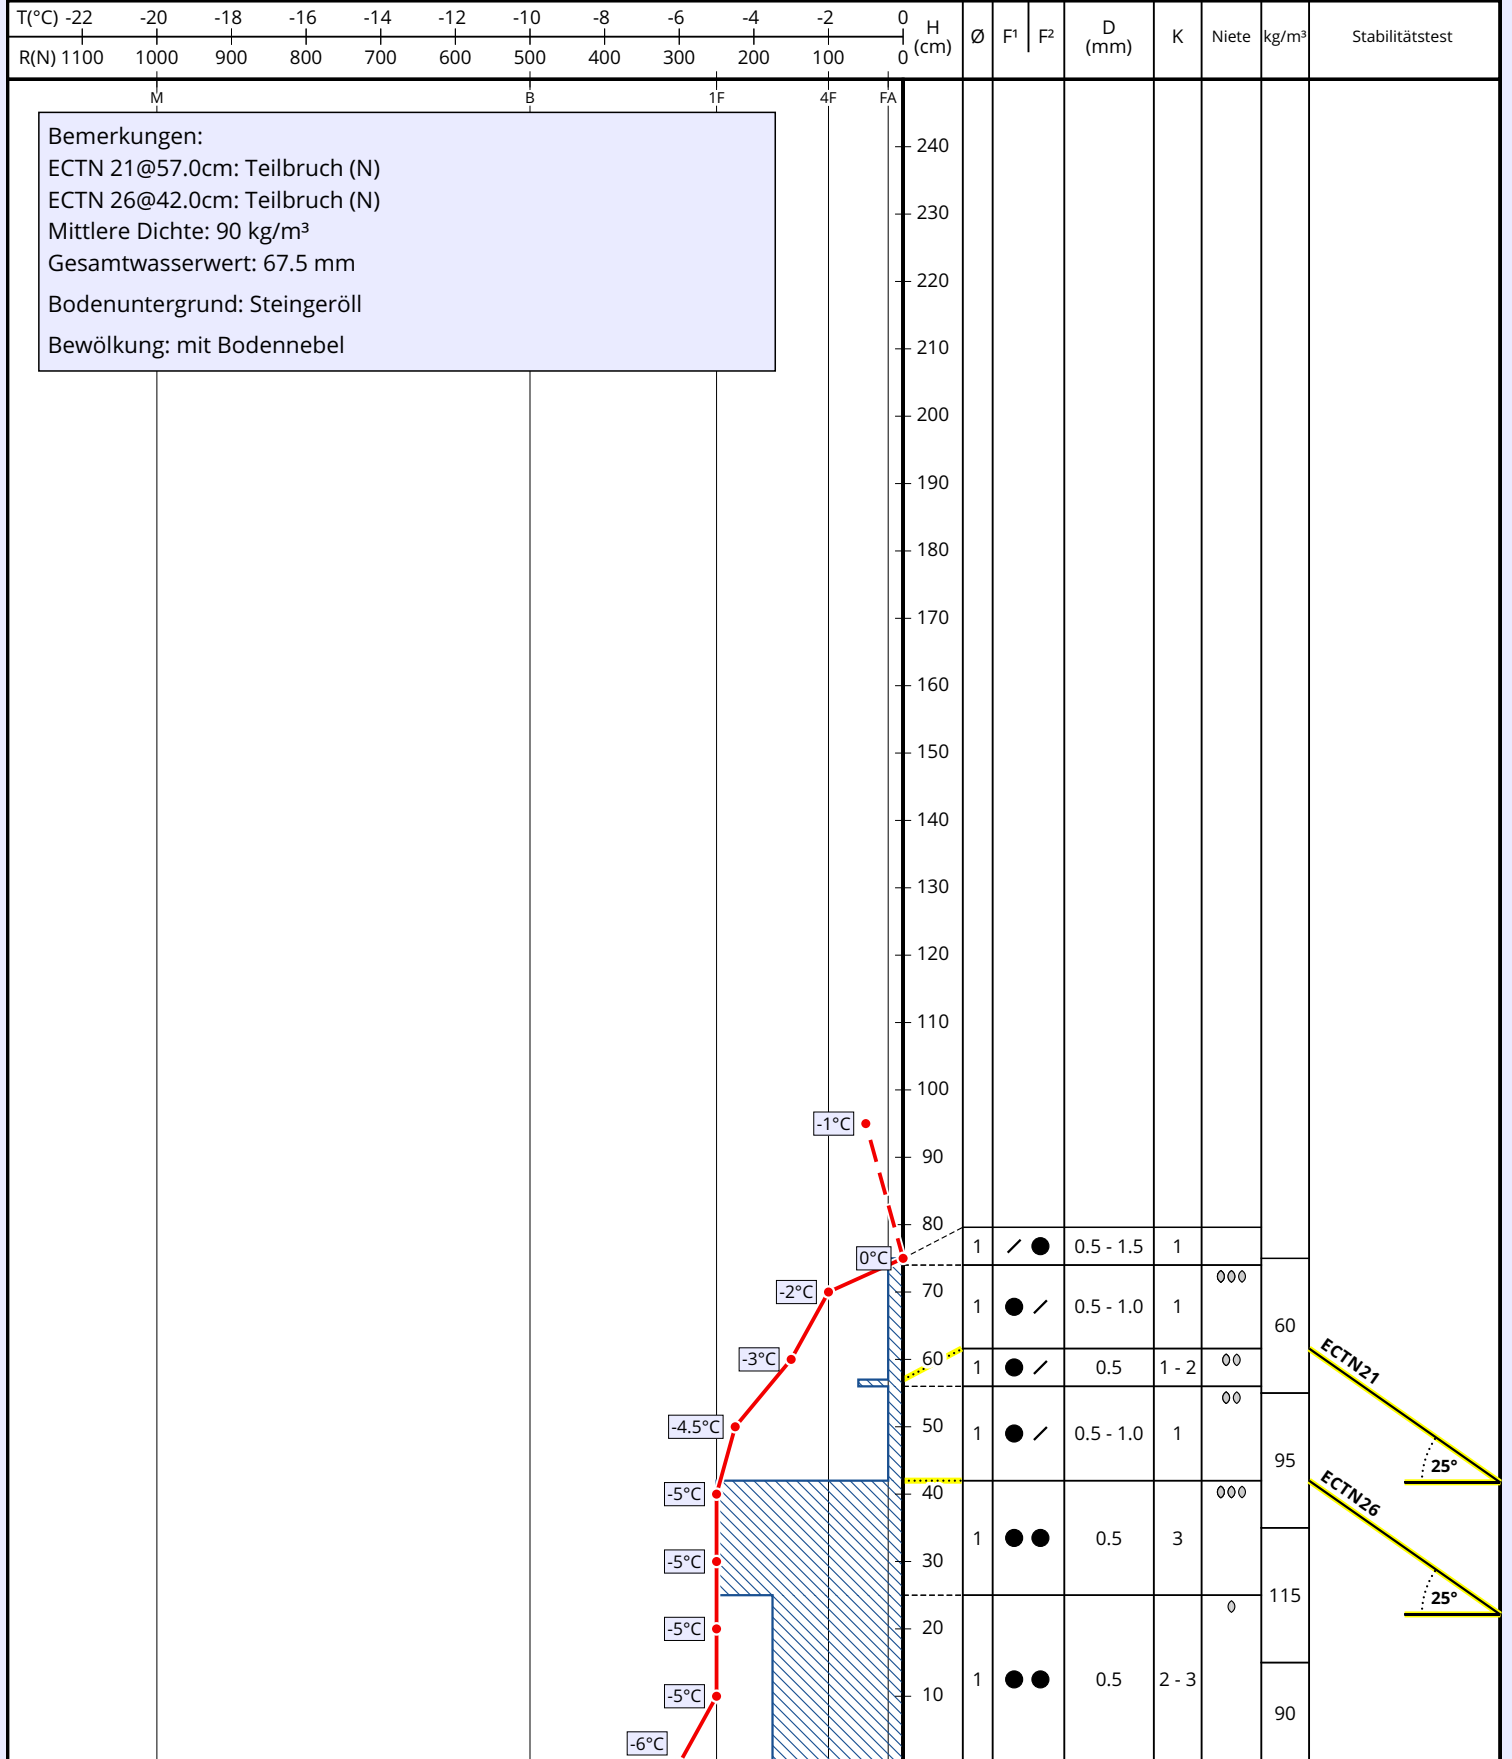 T(°C) -22 -20 -18 -16 -14 -12 -10 -8 -6 -4 -2 0
R(N) 1100 1000 900 800 700 600 500 400 300 200 100 0
H (cm) Ø F¹ F² D (mm) K Niete kg/m³ Stabilitätstest
M B 1F 4F FA
Bemerkungen:
ECTN 21@57.0cm: Teilbruch (N)
ECTN 26@42.0cm: Teilbruch (N)
Mittlere Dichte: 90 kg/m³
Gesamtwasserwert: 67.5 mm
Bodenuntergrund: Steingeröll
Bewölkung: mit Bodennebel
240
230
220
210
200
190
180
170
160
150
140
130
120
110
100
-1°C
90
80
1 0.5 - 1.5 1
0°C
-2°C 70
1 0.5 - 1.0 1
60
ECTN21
-3°C 60
1 0.5 1 - 2
-4.5°C 50
1 0.5 - 1.0 1
95
25°
-5°C 40
ECTN26
1 0.5 3
-5°C 30
115
25°
-5°C 20
1 0.5 2 - 3
-5°C 10
90
-6°C